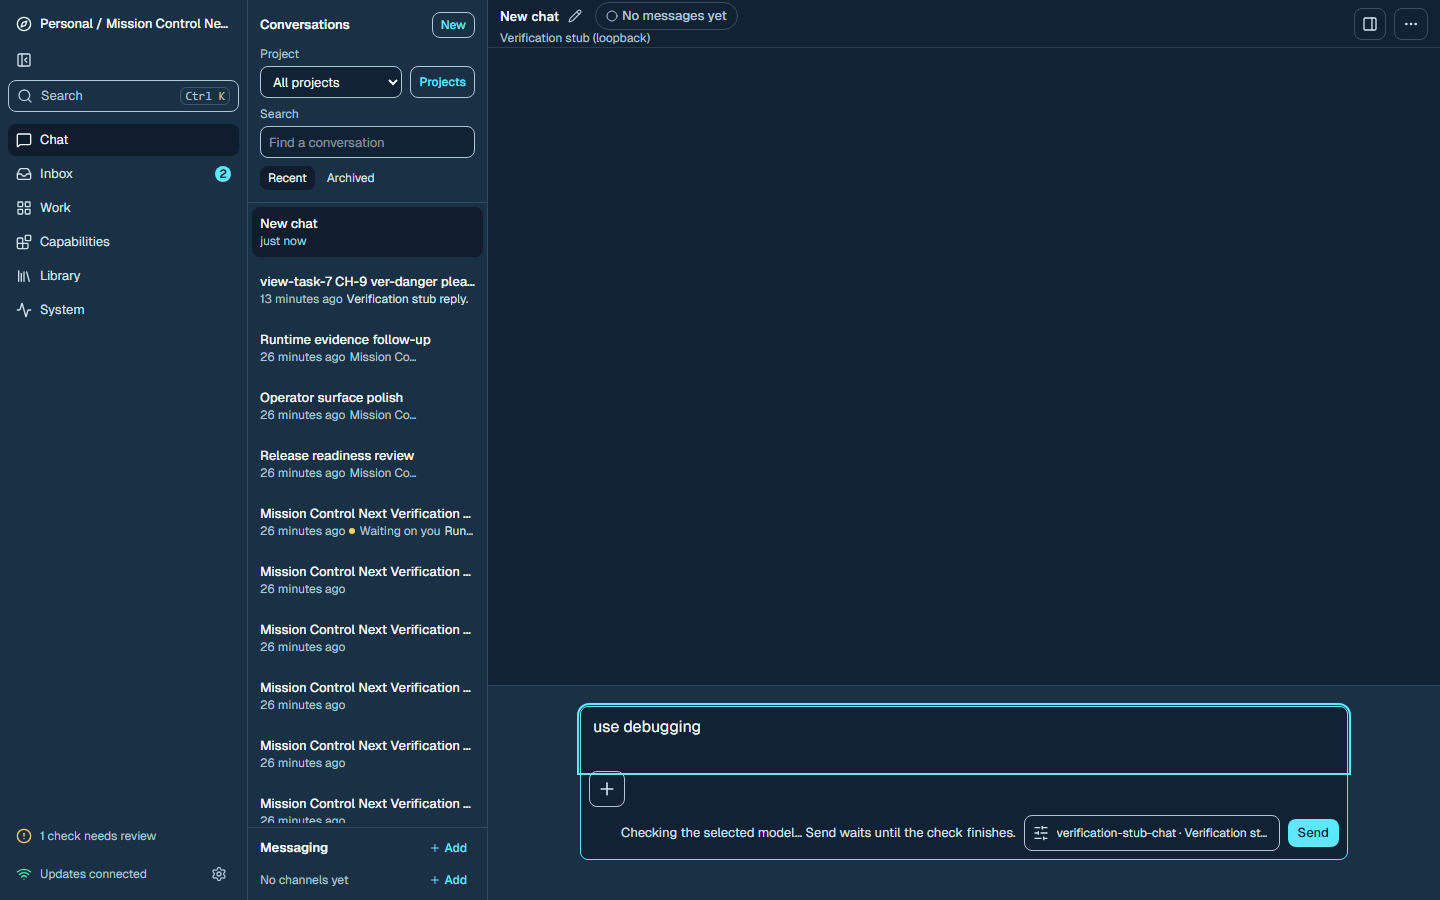 Personal / Mission Control Ne...
Search
Ctrl K
Chat
Inbox
2
Work
Capabilities
Library
System
1 check needs review
Updates connected
Conversations
New
Project
All projects
Projects
Search
Find a conversation
Recent
Archived
New chat
just now
view-task-7 CH-9 ver-danger plea...
13 minutes ago Verification stub reply.
Runtime evidence follow-up
26 minutes ago Mission Co...
Operator surface polish
26 minutes ago Mission Co...
Release readiness review
26 minutes ago Mission Co...
Mission Control Next Verification ...
26 minutes ago Waiting on you Run...
Mission Control Next Verification ...
26 minutes ago
Mission Control Next Verification ...
26 minutes ago
Mission Control Next Verification ...
26 minutes ago
Mission Control Next Verification ...
26 minutes ago
Mission Control Next Verification ...
26 minutes ago
Messaging
+ Add
No channels yet
+ Add
New chat
No messages yet
Verification stub (loopback)
use debugging
Checking the selected model... Send waits until the check finishes.
verification-stub-chat · Verification st...
Send